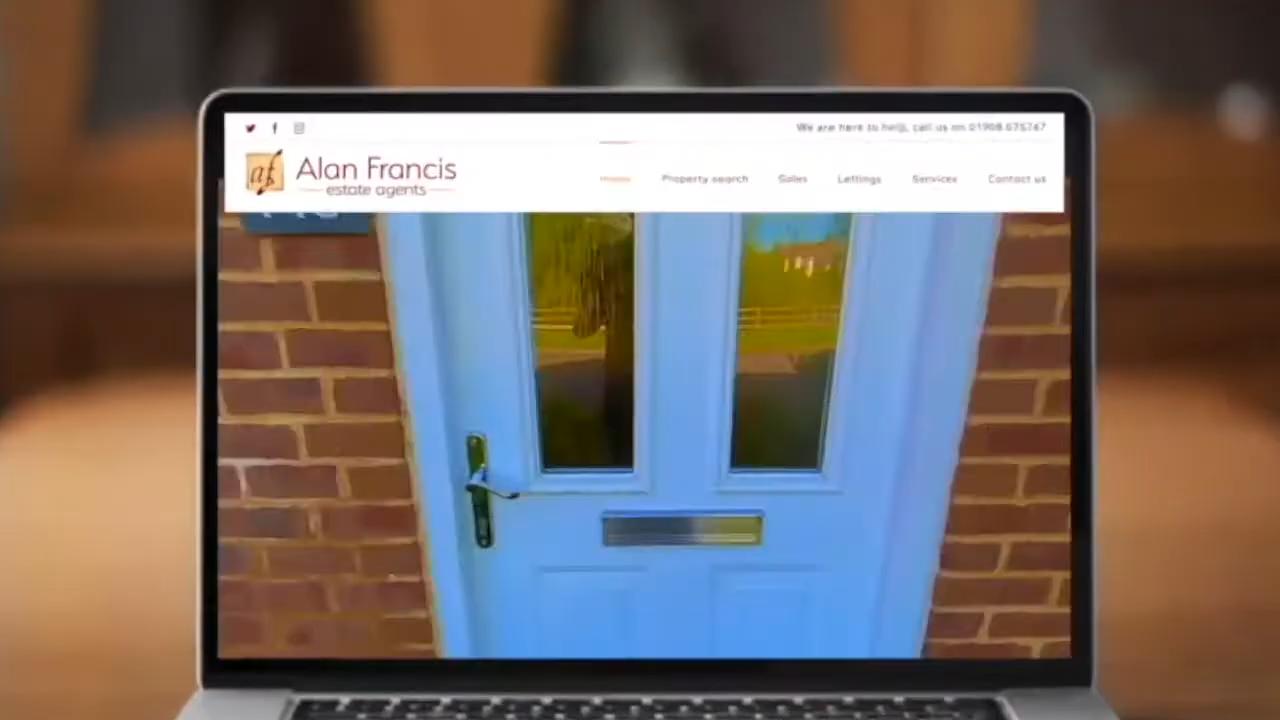 We are here to help, call us on 01908 675747
af Alan Francis
estate agents
Home Property search Sales Lettings Services Contact us